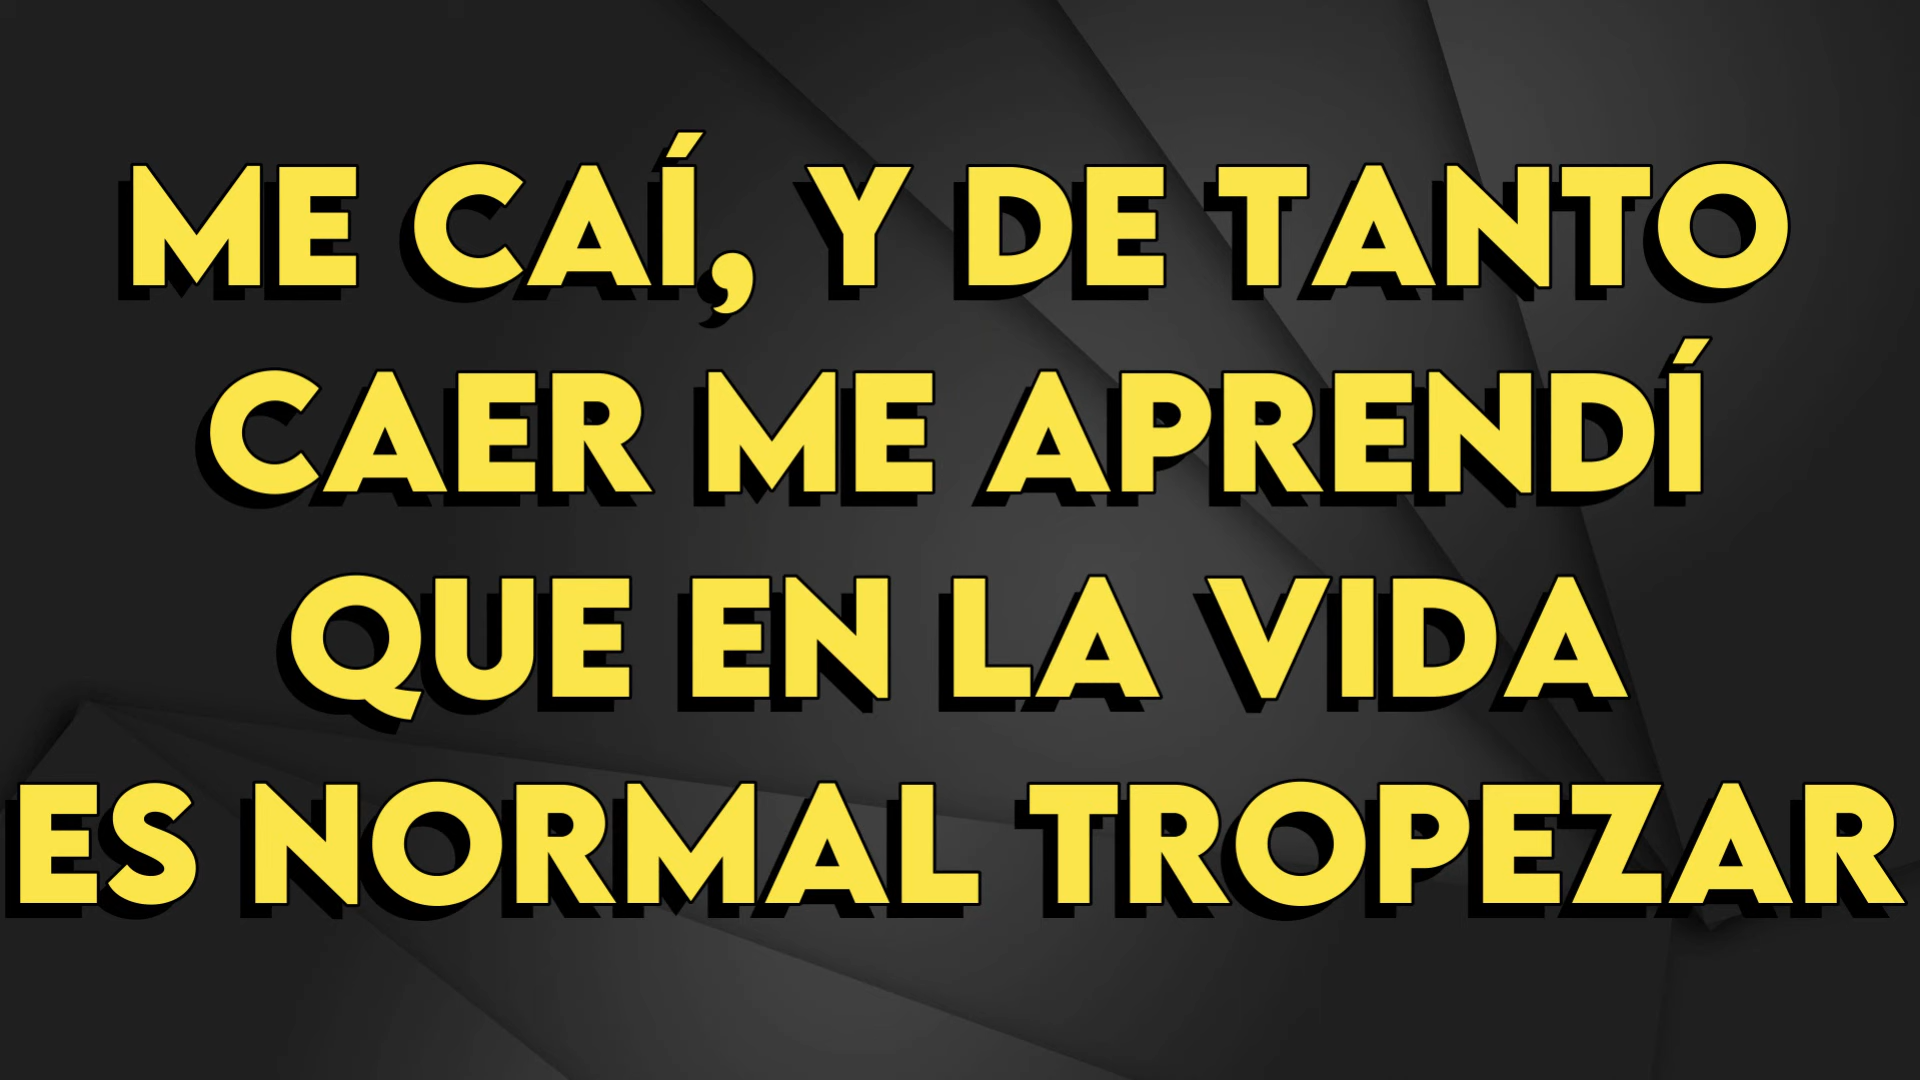 ME CAÍ, Y DE TANTO
CAER ME APRENDÍ
QUE EN LA VIDA
ES NORMAL TROPEZAR